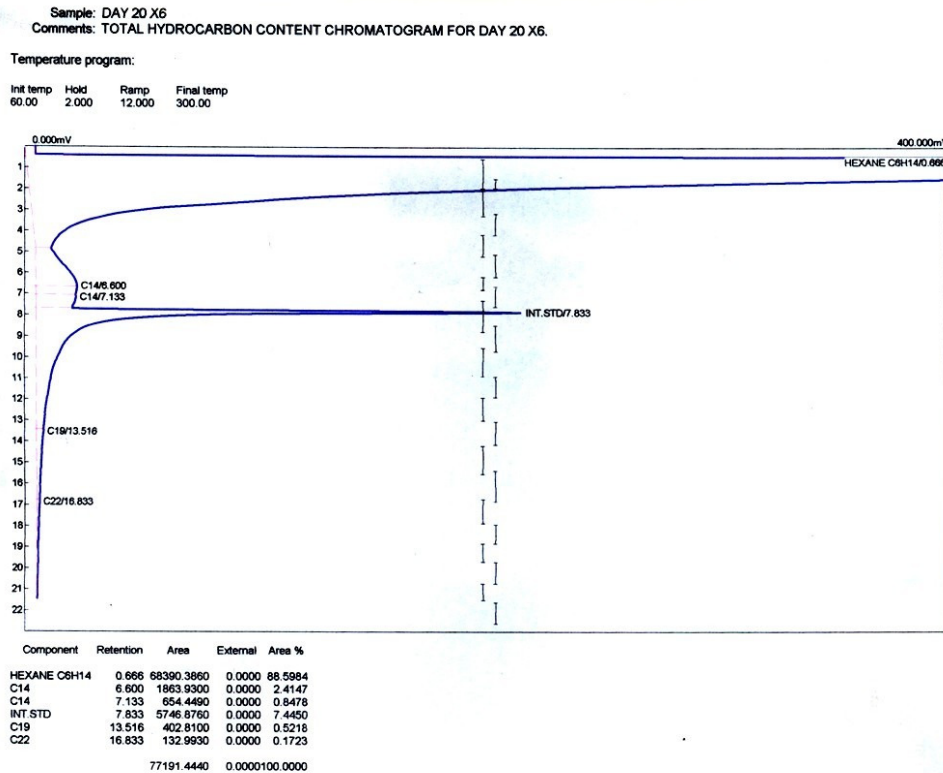 Sample: DAY 20 X6
Comments: TOTAL HYDROCARBON CONTENT CHROMATOGRAM FOR DAY 20 X6.
Temperature program:
Init temp Hold Ramp Final temp
60.00 2.000 12.000 300.00
0.000mV 400.000mV
HEXANE C6H14/0.666
1
2
3
4
5
6
C14/6.600
7
C14/7.133
8
INT.STD/7.833
9
10
11
12
13
C19/13.516
14
15
16
17
C22/16.833
18
19
20
21
22
Component Retention Area External Area %
HEXANE C6H14 0.666 68390.3860 0.0000 88.5984
C14 6.600 1863.9300 0.0000 2.4147
C14 7.133 654.4490 0.0000 0.8478
INT.STD 7.833 5746.8760 0.0000 7.4450
C19 13.516 402.8100 0.0000 0.5218
C22 16.833 132.9930 0.0000 0.1723
77191.4440 0.0000100.0000